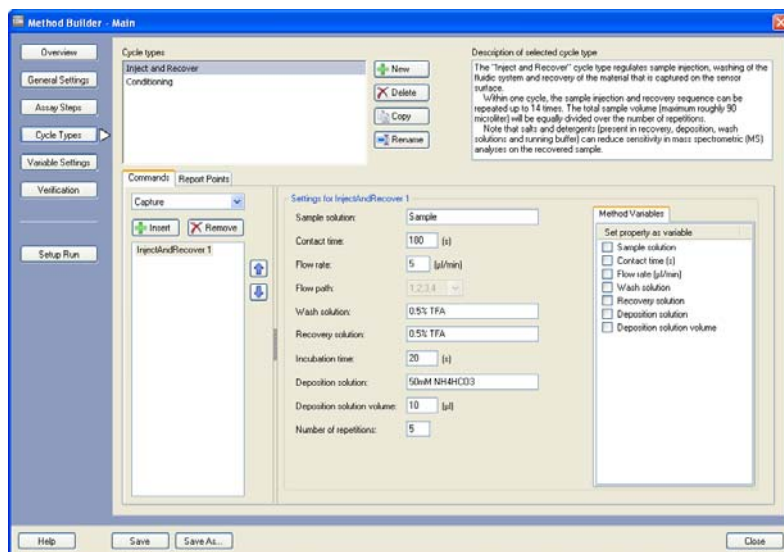 Method Builder - Main
Overview
General Settings
Assay Steps
Cycle Types
Variable Settings
Verification
Setup Run
Cycle types
Inject and Recover
Conditioning
New
Delete
Copy
Rename
Description of selected cycle type
The "Inject and Recover" cycle type regulates sample injection, washing of the
fluidic system and recovery of the material that is captured on the sensor
surface.
Within one cycle, the sample injection and recovery sequence can be
repeated up to 14 times. The total sample volume (maximum roughly 90
microliter) will be equally divided over the number of repetitions.
Note that salts and detergents (present in recovery, deposition, wash
solutions and running buffer) can reduce sensitivity in mass spectrometric (MS)
analyses on the recovered sample.
Commands
Report Points
Capture
Insert
Remove
InjectAndRecover 1
Settings for InjectAndRecover 1
Sample solution: Sample
Contact time: 100 (s)
Flow rate: 5 (µl/min)
Flow path: 1,2,3,4
Wash solution: 0.5% TFA
Recovery solution: 0.5% TFA
Incubation time: 20 (s)
Deposition solution: 50mM NH4HCO3
Deposition solution volume: 10 (µl)
Number of repetitions: 5
Method Variables
Set property as variable
Sample solution
Contact time (s)
Flow rate (µl/min)
Wash solution
Recovery solution
Deposition solution
Deposition solution volume
Help
Save
Save As...
Close